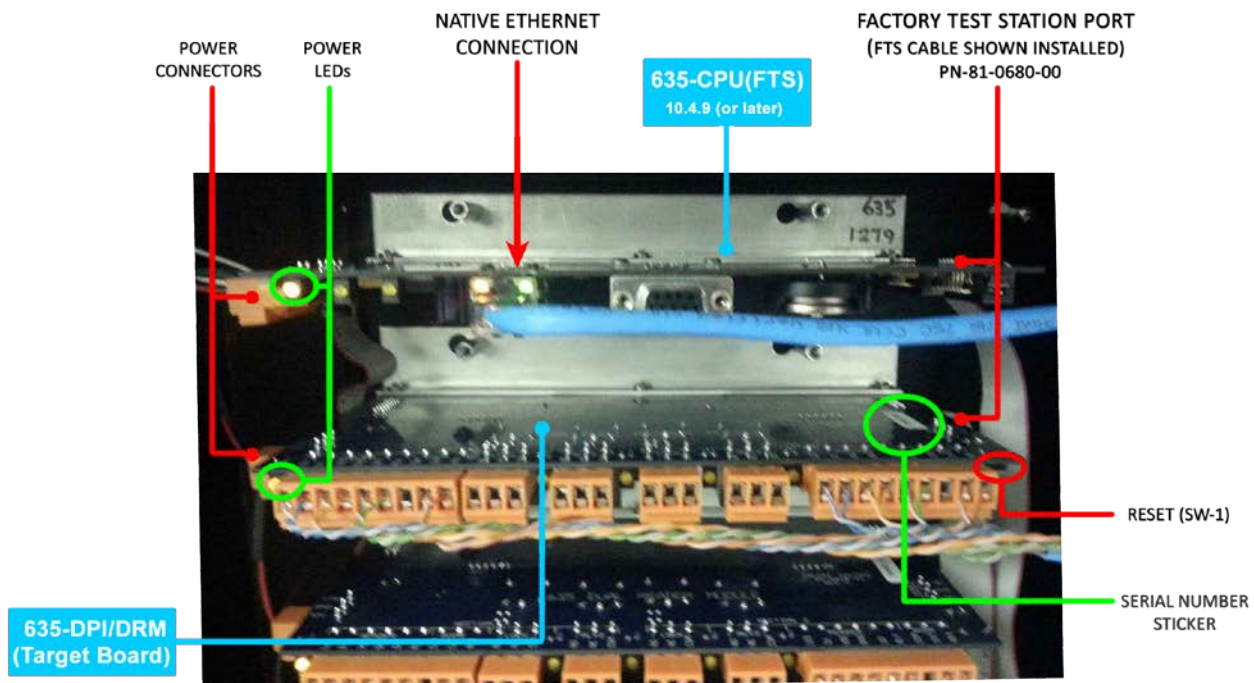 POWER
CONNECTORS
POWER
LEDs
NATIVE ETHERNET
CONNECTION
635-CPU(FTS)
10.4.9 (or later)
FACTORY TEST STATION PORT
(FTS CABLE SHOWN INSTALLED)
PN-81-0680-00
635
1279
RESET (SW-1)
SERIAL NUMBER
STICKER
635-DPI/DRM
(Target Board)